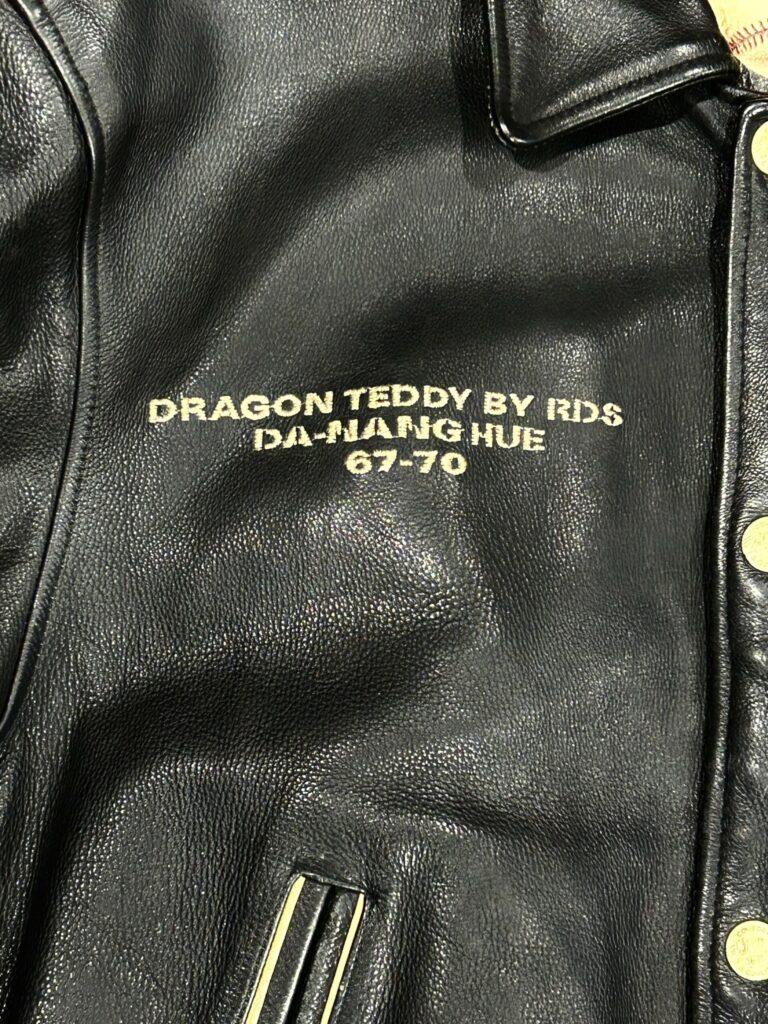 DRAGON TEDDY BY RDS
DA-NANG HUE
67-70